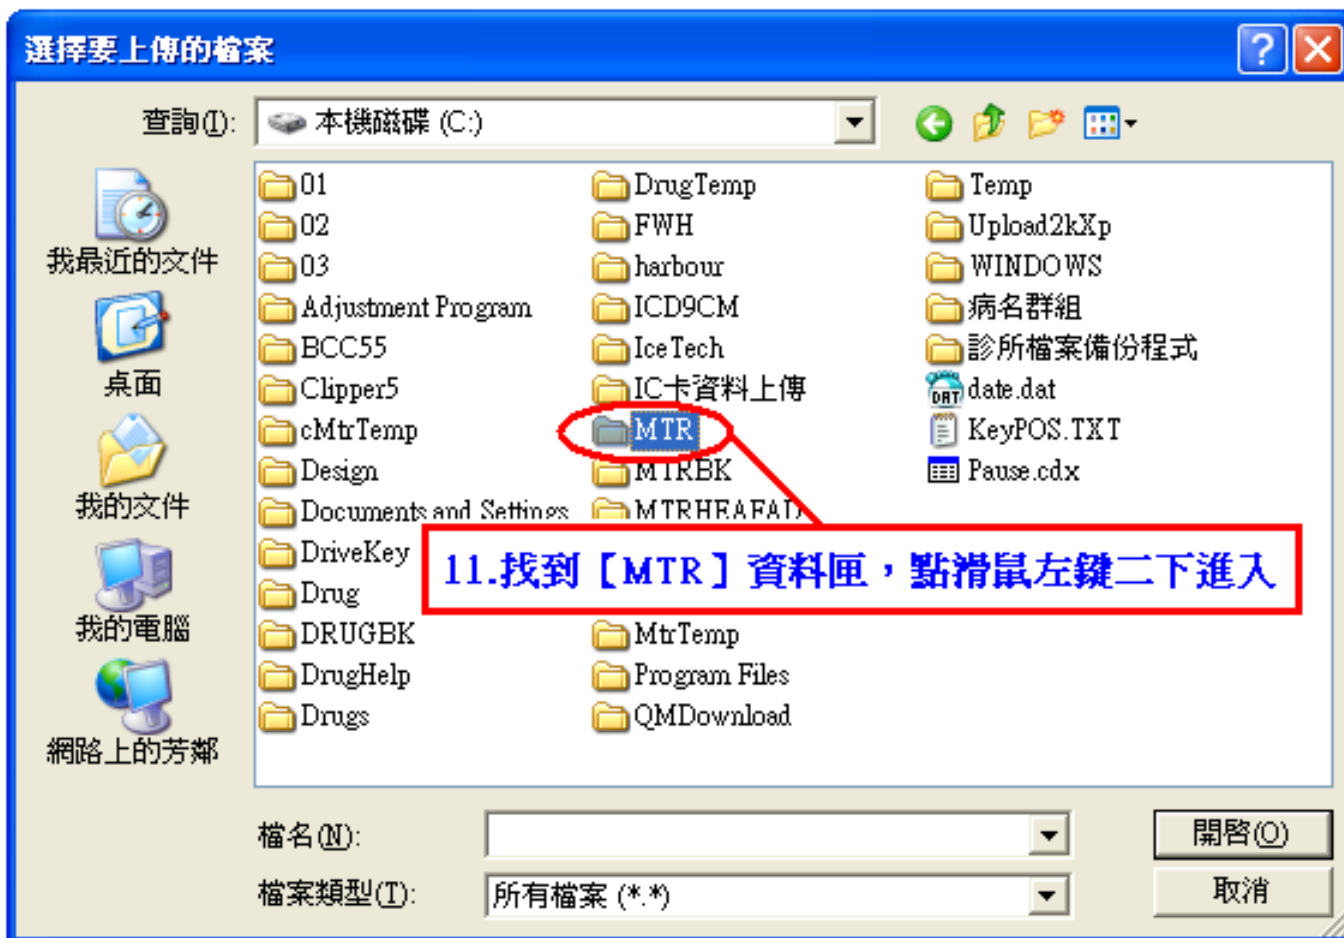 選擇要上傳的檔案
查詢(I):
本機磁碟 (C:)
我最近的文件
桌面
我的文件
我的電腦
網路上的芳鄰
01
02
03
Adjustment Program
BCC55
Clipper5
cMtrTemp
Design
Documents and Settings
DriveKey
Drug
DRUGBK
DrugHelp
Drugs
DrugTemp
FWH
harbour
ICD9CM
IceTech
IC卡資料上傳
MTR
MTRBK
MTRHEAFAD
MtrTemp
Program Files
QMDownload
Temp
Upload2kXp
WINDOWS
病名群組
診所檔案備份程式
date.dat
KeyPOS.TXT
Pause.cdx
11.找到【MTR】資料匣，點滑鼠左鍵二下進入
檔名(N):
開啓(O)
檔案類型(T):
所有檔案 (*.*)
取消